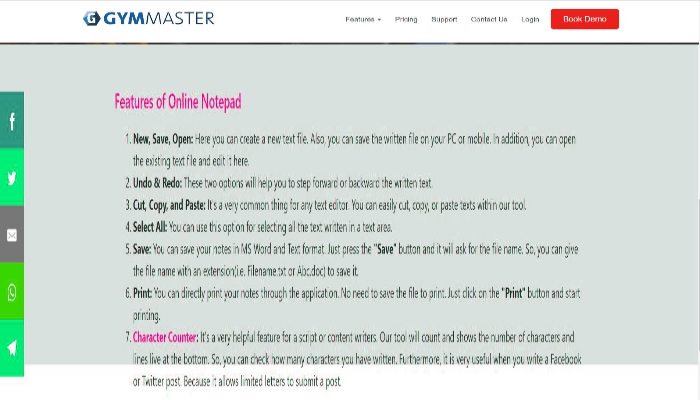 GYMMASTER
Features Pricing Support Contact Us Login Book Demo
Features of Online Notepad
1. New, Save, Open: Here you can create a new text file. Also, you can save the written file on your PC or mobile. In addition, you can open
the existing text file and edit it here.
2. Undo & Redo: These two options will help you to step forward or backward the written text.
3. Cut, Copy, and Paste: It's a very common thing for any text editor. You can easily cut, copy, or paste texts within our tool.
4. Select All: You can use this option for selecting all the text written in a text area.
5. Save: You can save your notes in MS Word and Text format. Just press the "Save" button and it will ask for the file name. So, you can give
the file name with an extension(i.e. Filename.txt or Abc.doc) to save it.
6. Print: You can directly print your notes through the application. No need to save the file to print. Just click on the "Print" button and start
printing.
7. Character Counter: It's a very helpful feature for a script or content writers. Our tool will count and shows the number of characters and
lines live at the bottom. So, you can check how many characters you have written. Furthermore, it is very useful when you write a Facebook
or Twitter post. Because it allows limited letters to submit a post.